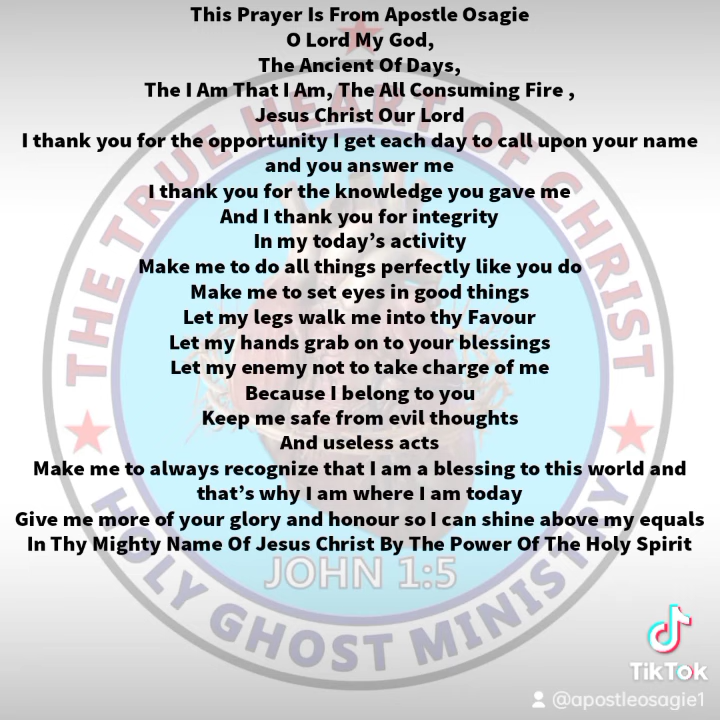 This Prayer Is From Apostle Osagie
O Lord My God,
The Ancient Of Days,
The I Am That I Am, The All Consuming Fire ,
Jesus Christ Our Lord
I thank you for the opportunity I get each day to call upon your name
and you answer me
I thank you for the knowledge you gave me
And I thank you for integrity
In my today’s activity
Make me to do all things perfectly like you do
Make me to set eyes in good things
Let my legs walk me into thy Favour
Let my hands grab on to your blessings
Let my enemy not to take charge of me
Because I belong to you
Keep me safe from evil thoughts
And useless acts
Make me to always recognize that I am a blessing to this world and
that’s why I am where I am today
Give me more of your glory and honour so I can shine above my equals
In Thy Mighty Name Of Jesus Christ By The Power Of The Holy Spirit
THE TRUE HEART OF CHRIST
JOHN 1:5
HOLY GHOST MINISTRY
TikTok
@apostleosagie1